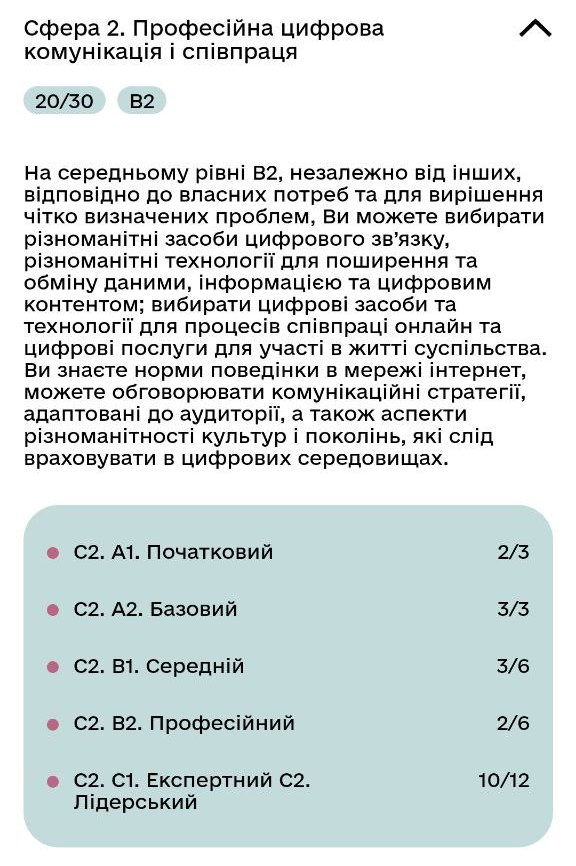 Сфера 2. Професійна цифрова
комунікація і співпраця
20/30 B2
На середньому рівні B2, незалежно від інших,
відповідно до власних потреб та для вирішення
чітко визначених проблем, Ви можете вибирати
різноманітні засоби цифрового зв’язку,
різноманітні технології для поширення та
обміну даними, інформацією та цифровим
контентом; вибирати цифрові засоби та
технології для процесів співпраці онлайн та
цифрові послуги для участі в житті суспільства.
Ви знаєте норми поведінки в мережі інтернет,
можете обговорювати комунікаційні стратегії,
адаптовані до аудиторії, а також аспекти
різноманітності культур і поколінь, які слід
враховувати в цифрових середовищах.
С2. А1. Початковий 2/3
С2. А2. Базовий 3/3
С2. В1. Середній 3/6
С2. В2. Професійний 2/6
С2. С1. Експертний С2. 10/12
Лідерський